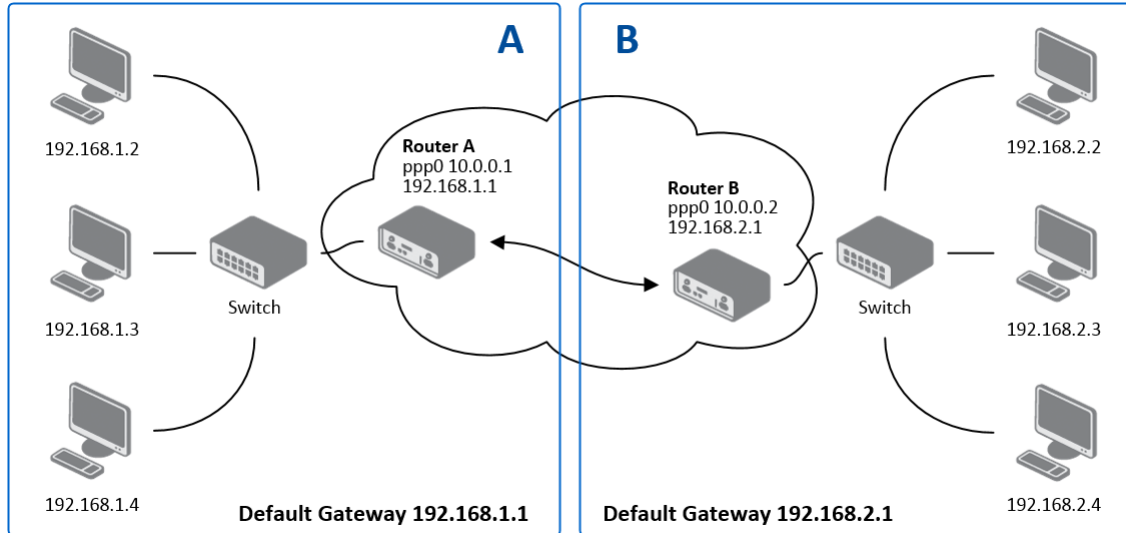 A
B
192.168.1.2
192.168.1.3
192.168.1.4
Switch
Router A
ppp0 10.0.0.1
192.168.1.1
Default Gateway 192.168.1.1
Router B
ppp0 10.0.0.2
192.168.2.1
Switch
192.168.2.2
192.168.2.3
192.168.2.4
Default Gateway 192.168.2.1